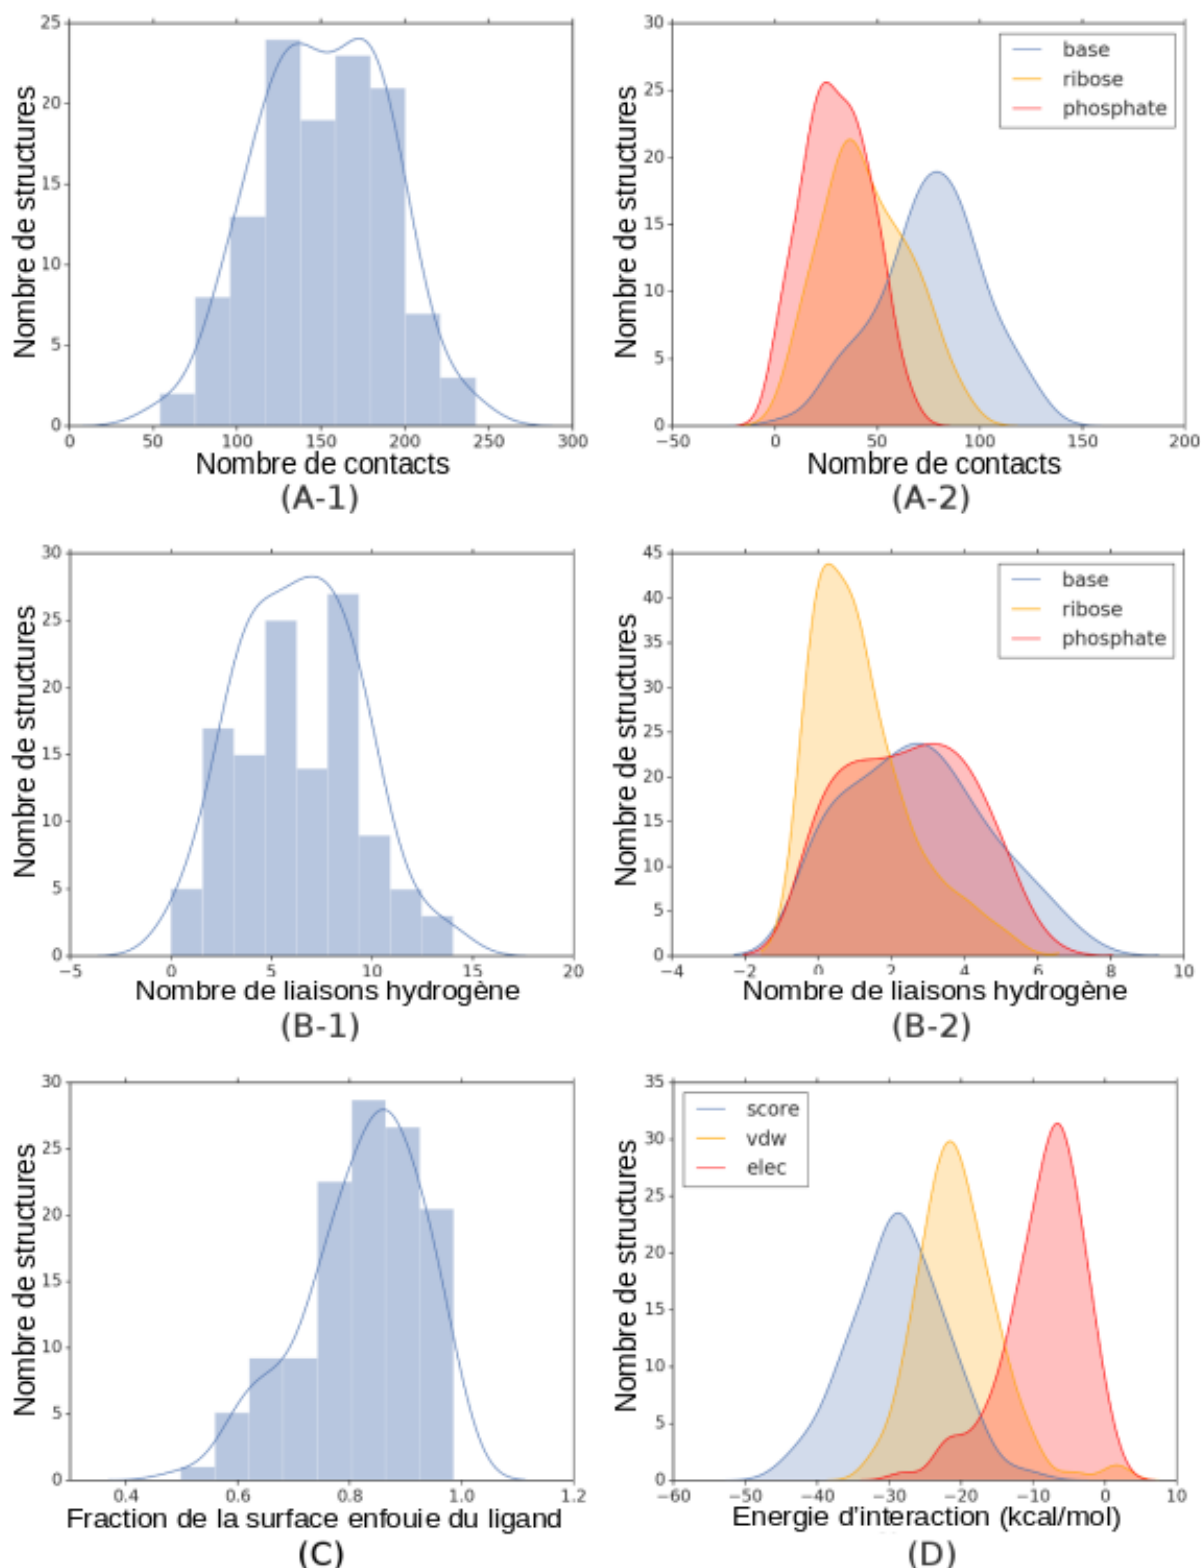 25
20
15
10
5
0
0 50 100 150 200 250 300
Nombre de structures
Nombre de contacts
(A-1)
30
25
20
15
10
5
0
−50 0 50 100 150 200
base
ribose
phosphate
Nombre de structures
Nombre de contacts
(A-2)
30
25
20
15
10
5
0
−5 0 5 10 15 20
Nombre de structures
Nombre de liaisons hydrogène
(B-1)
45
40
35
30
25
20
15
10
5
0
−4 −2 0 2 4 6 8 10
base
ribose
phosphate
Nombre de structures
Nombre de liaisons hydrogène
(B-2)
30
25
20
15
10
5
0
0.4 0.6 0.8 1.0 1.2
Nombre de structures
Fraction de la surface enfouie du ligand
(C)
35
30
25
20
15
10
5
0
−60 −50 −40 −30 −20 −10 0 10
score
vdw
elec
Nombre de structures
Energie d'interaction (kcal/mol)
(D)